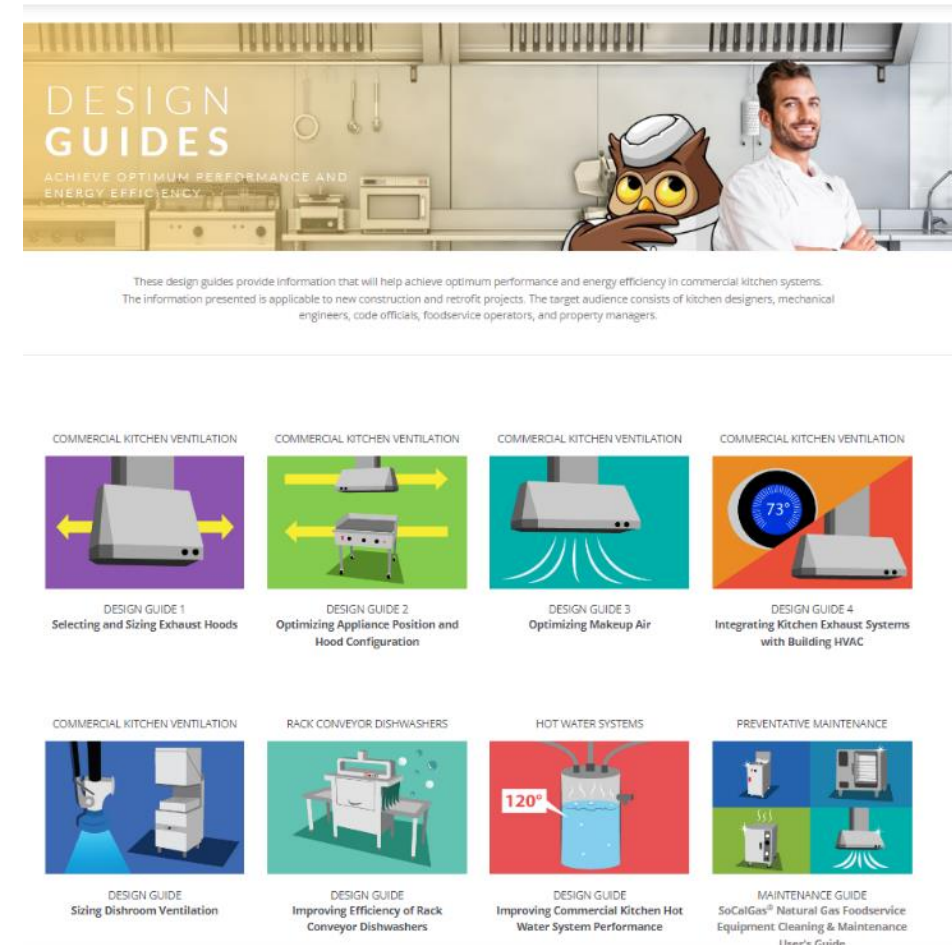 DESIGN
GUIDES
ACHIEVE OPTIMUM PERFORMANCE AND
ENERGY EFFICIENCY
These design guides provide information that will help achieve optimum performance and energy efficiency in commercial kitchen systems.
The information presented is applicable to new construction and retrofit projects. The target audience consists of kitchen designers, mechanical
engineers, code officials, foodservice operators, and property managers.
COMMERCIAL KITCHEN VENTILATION
DESIGN GUIDE 1
Selecting and Sizing Exhaust Hoods
COMMERCIAL KITCHEN VENTILATION
DESIGN GUIDE 2
Optimizing Appliance Position and
Hood Configuration
COMMERCIAL KITCHEN VENTILATION
DESIGN GUIDE 3
Optimizing Makeup Air
COMMERCIAL KITCHEN VENTILATION
73°
DESIGN GUIDE 4
Integrating Kitchen Exhaust Systems
with Building HVAC
COMMERCIAL KITCHEN VENTILATION
DESIGN GUIDE
Sizing Dishroom Ventilation
RACK CONVEYOR DISHWASHERS
DESIGN GUIDE
Improving Efficiency of Rack
Conveyor Dishwashers
HOT WATER SYSTEMS
120°
DESIGN GUIDE
Improving Commercial Kitchen Hot
Water System Performance
PREVENTATIVE MAINTENANCE
MAINTENANCE GUIDE
SoCalGas® Natural Gas Foodservice
Equipment Cleaning & Maintenance
User's Guide